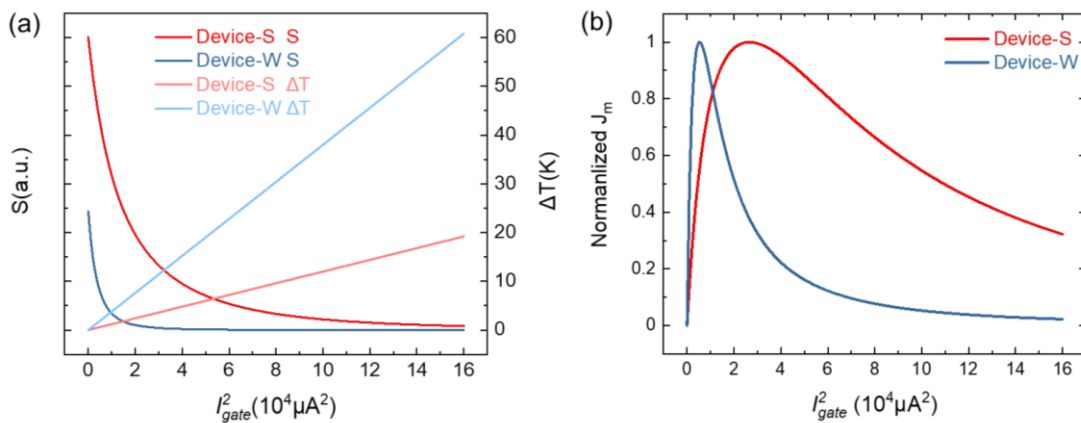 (a)
Device-S S
Device-W S
Device-S ΔT
Device-W ΔT
S(a.u.)
60
50
40
30
20
10
0
ΔT(K)
0 2 4 6 8 10 12 14 16
I²gate(10⁴μA²)
(b)
Device-S
Device-W
Normanlized Jm
1
0.8
0.6
0.4
0.2
0
0 2 4 6 8 10 12 14 16
I²gate (10⁴μA²)